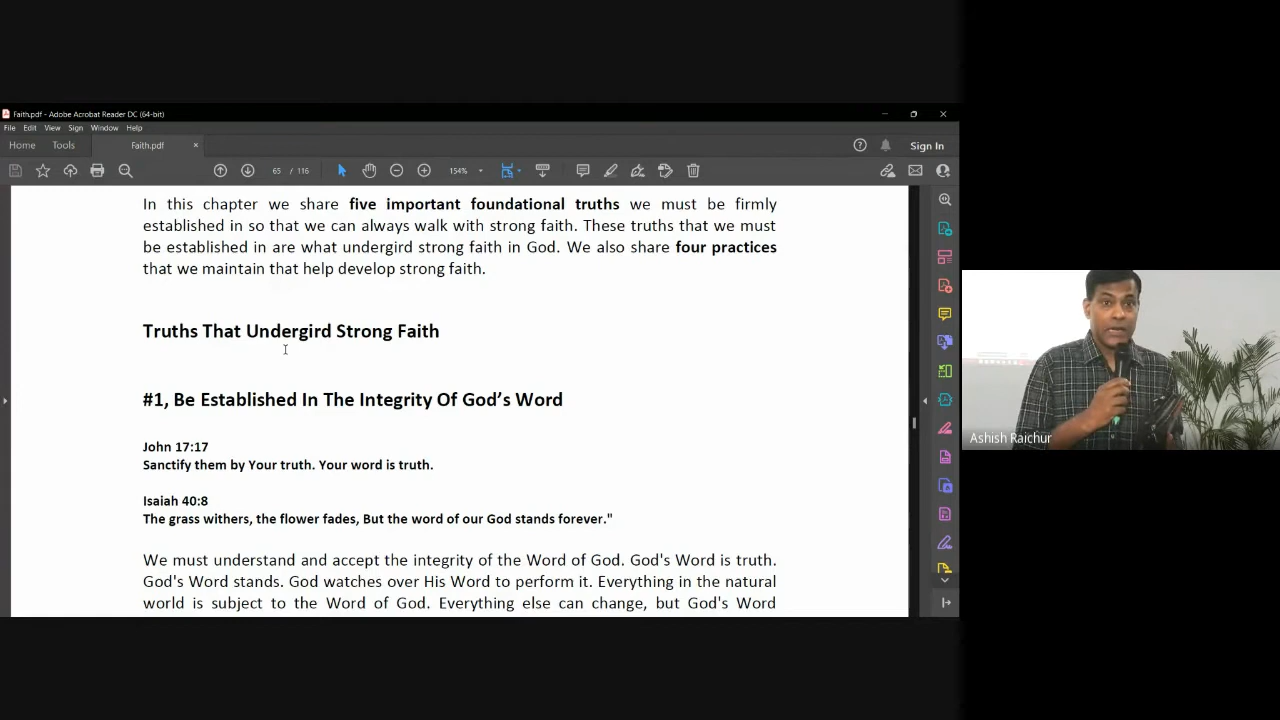 Faith.pdf - Adobe Acrobat Reader DC (64-bit)
File Edit View Sign Window Help
Home Tools Faith.pdf × Sign In
65 / 116 154%
In this chapter we share five important foundational truths we must be firmly
established in so that we can always walk with strong faith. These truths that we must
be established in are what undergird strong faith in God. We also share four practices
that we maintain that help develop strong faith.
Truths That Undergird Strong Faith
#1, Be Established In The Integrity Of God’s Word
John 17:17
Sanctify them by Your truth. Your word is truth.
Isaiah 40:8
The grass withers, the flower fades, But the word of our God stands forever."
We must understand and accept the integrity of the Word of God. God's Word is truth.
God's Word stands. God watches over His Word to perform it. Everything in the natural
world is subject to the Word of God. Everything else can change, but God's Word
Ashish Raichur